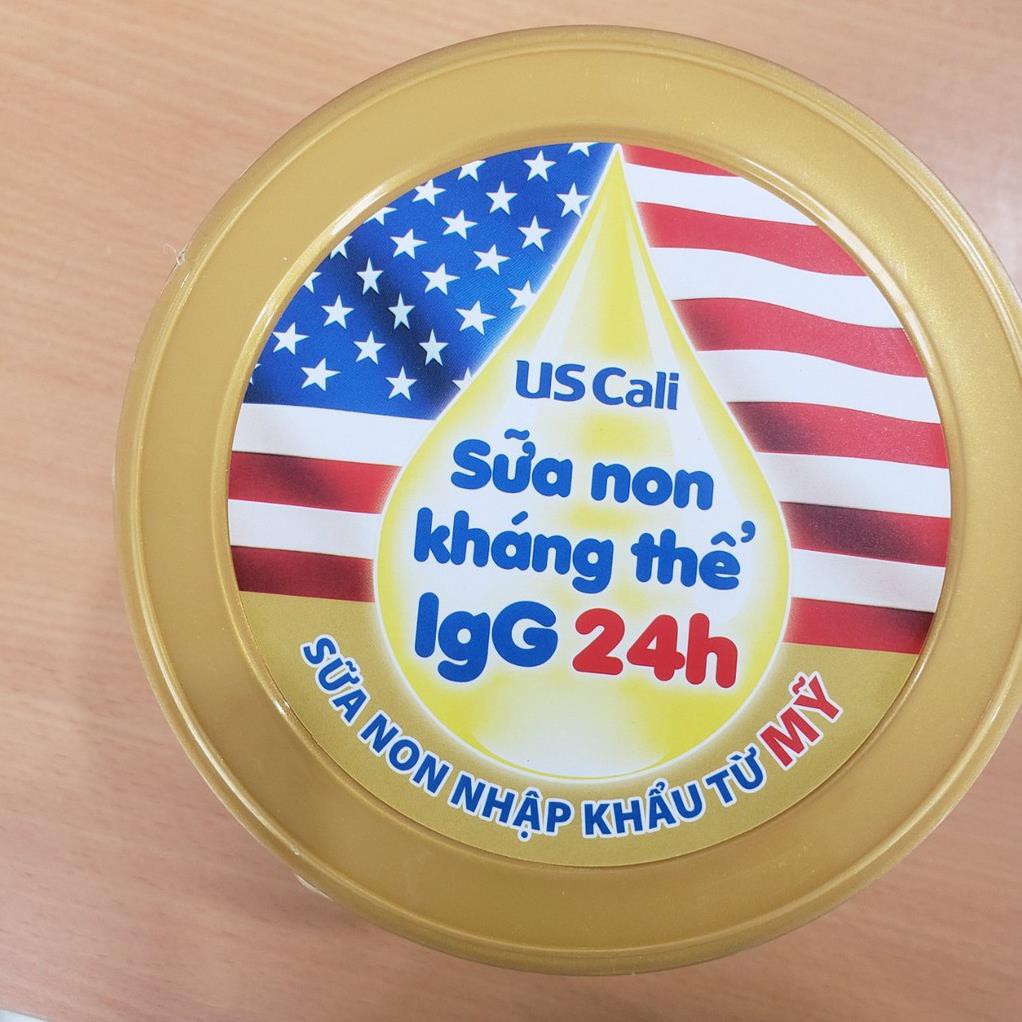 US Cali
Sữa non
kháng thể
IgG 24h
SỮA NON NHẬP KHẨU TỪ MỸ